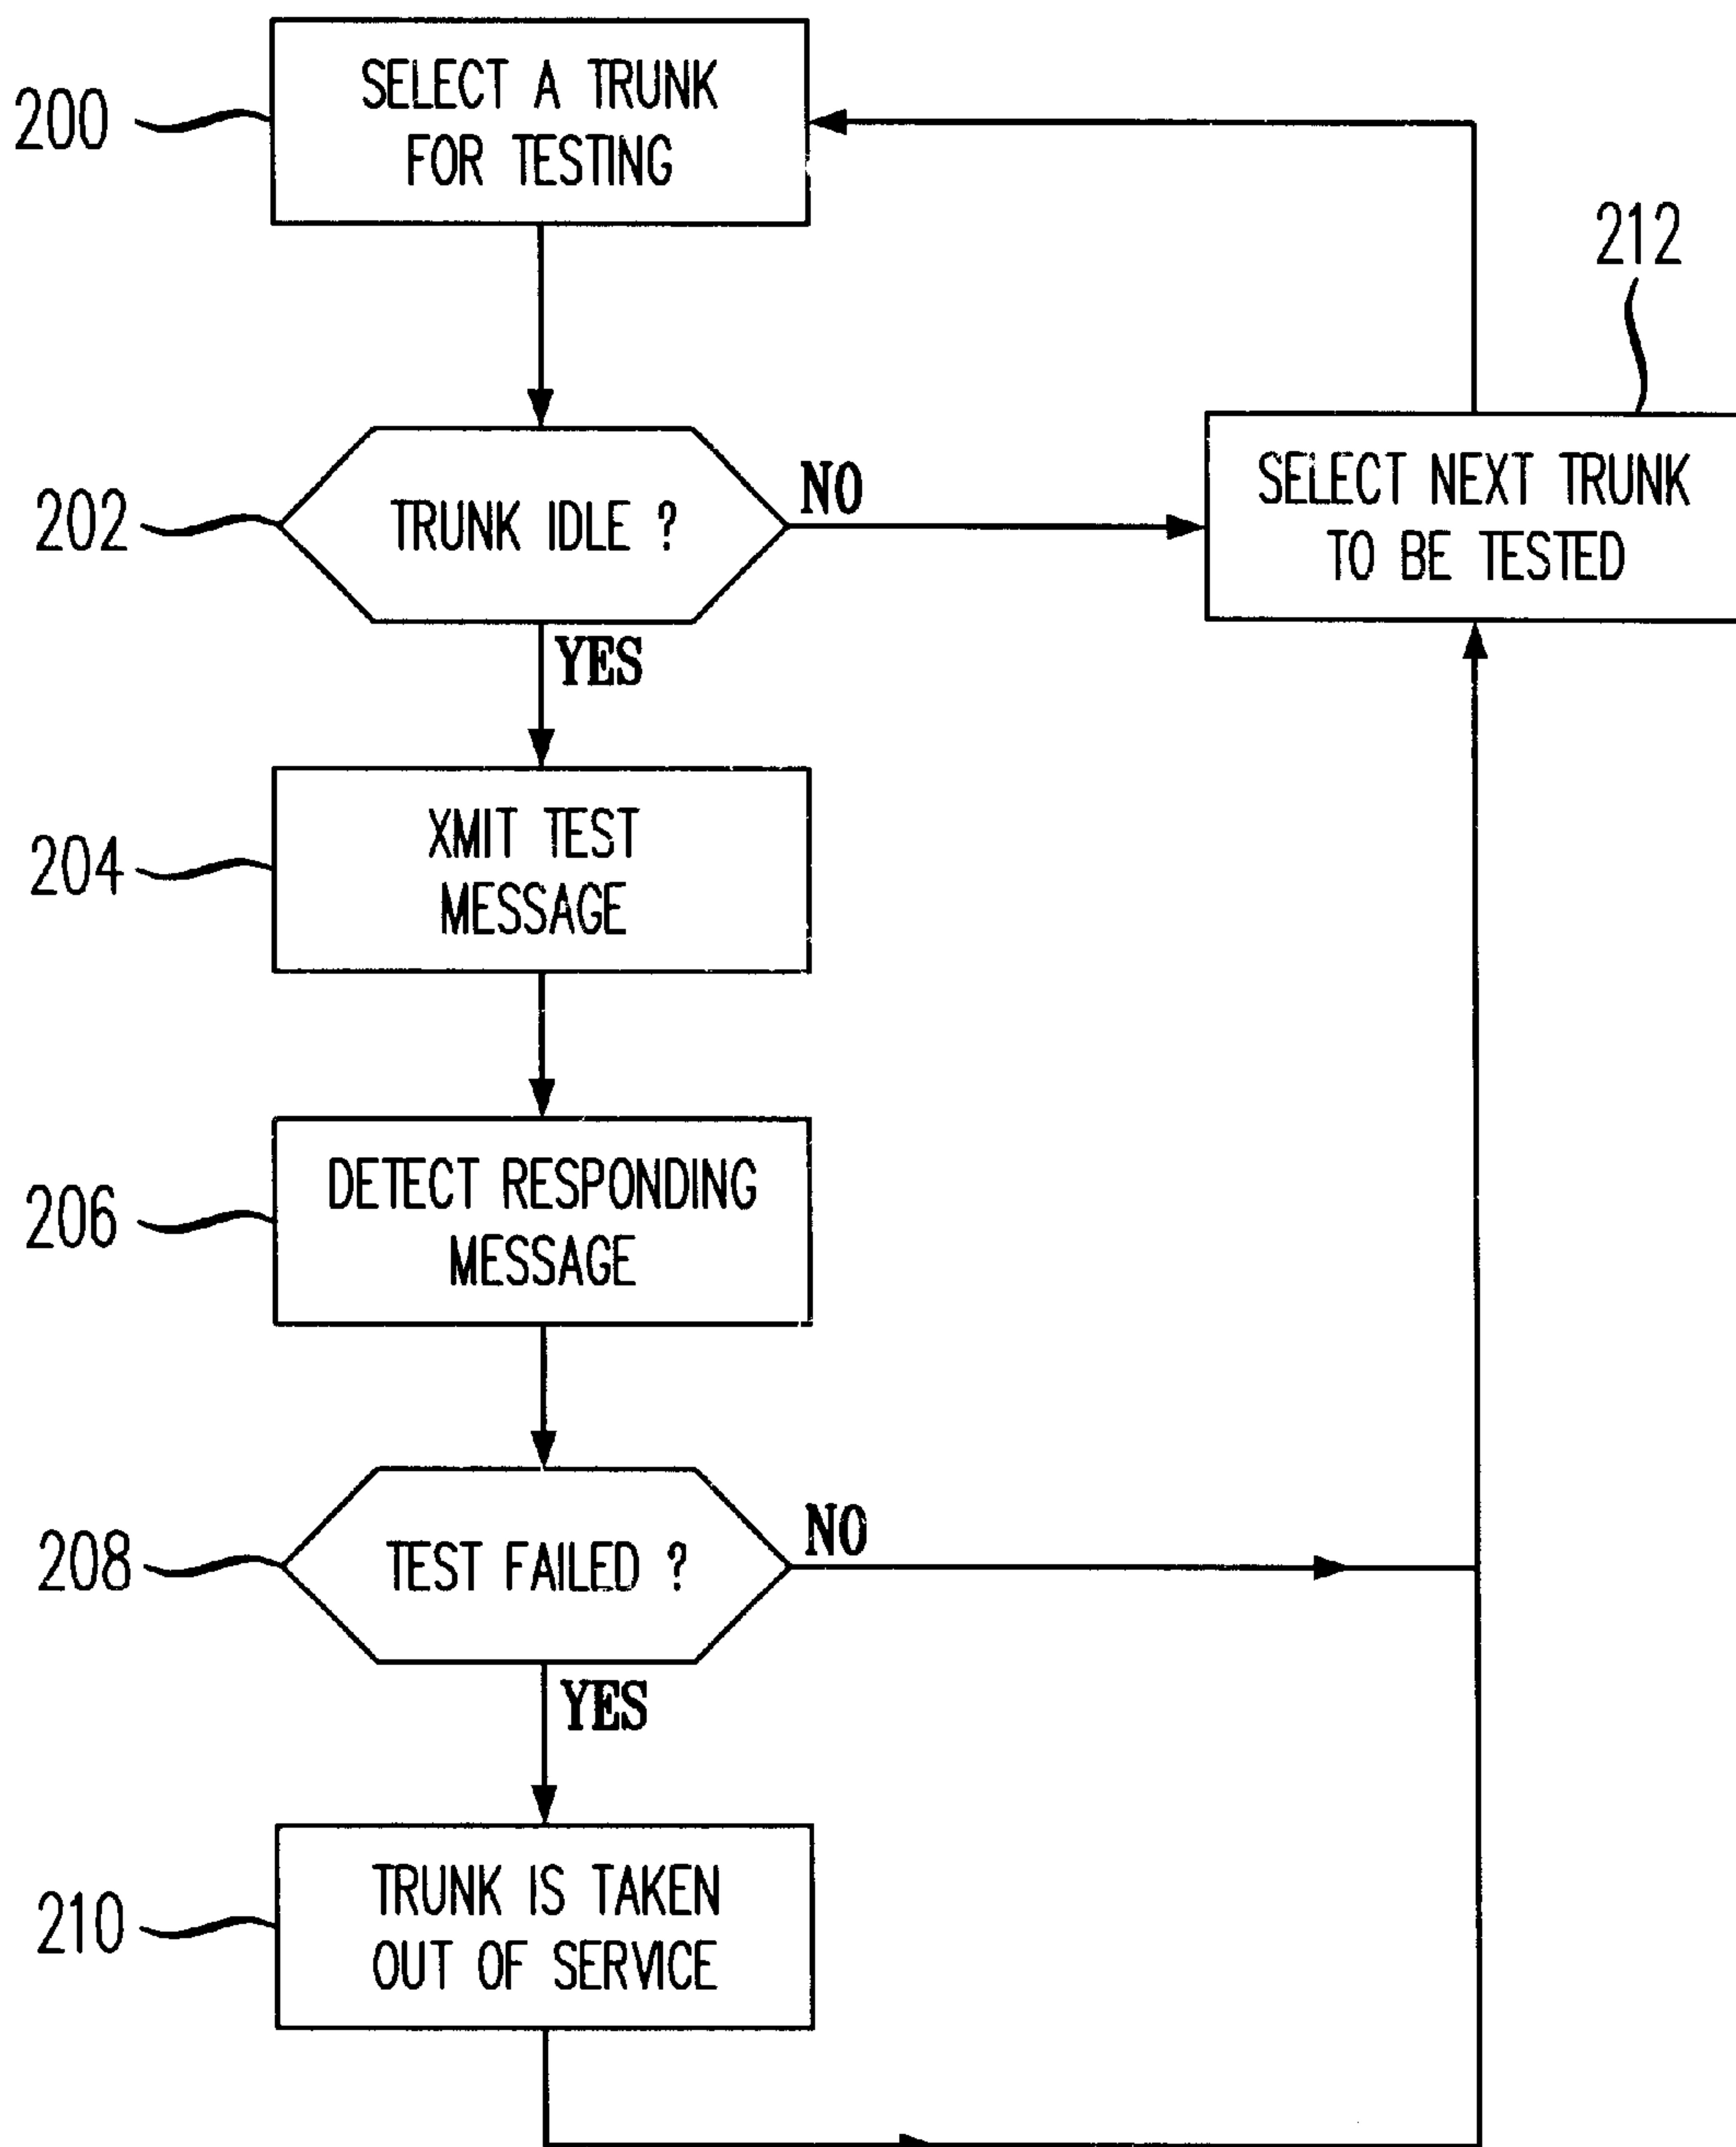 200
SELECT A TRUNK
FOR TESTING
212
202
TRUNK IDLE ?
NO
SELECT NEXT TRUNK
TO BE TESTED
YES
204
XMIT TEST
MESSAGE
206
DETECT RESPONDING
MESSAGE
208
TEST FAILED ?
NO
YES
210
TRUNK IS TAKEN
OUT OF SERVICE